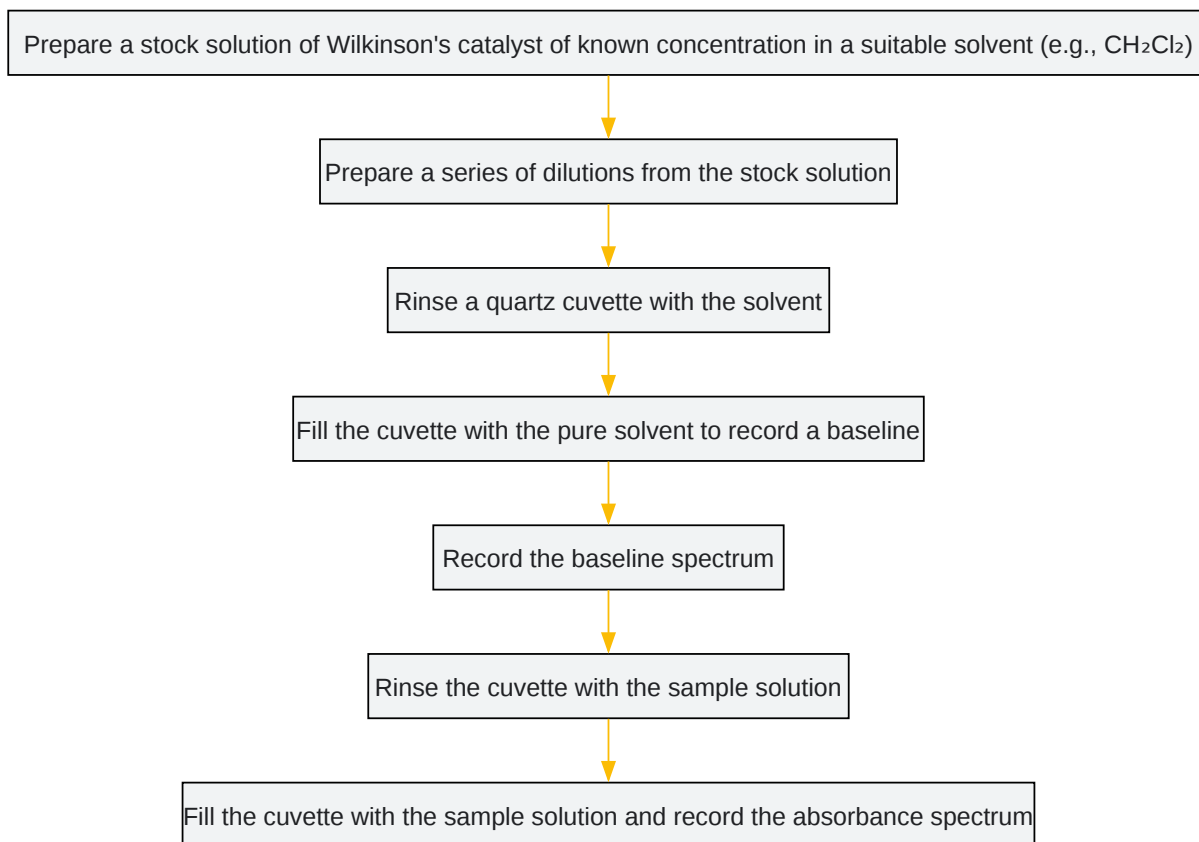 Prepare a stock solution of Wilkinson's catalyst of known concentration in a suitable solvent (e.g., CH₂Cl₂)
Prepare a series of dilutions from the stock solution
Rinse a quartz cuvette with the solvent
Fill the cuvette with the pure solvent to record a baseline
Record the baseline spectrum
Rinse the cuvette with the sample solution
Fill the cuvette with the sample solution and record the absorbance spectrum